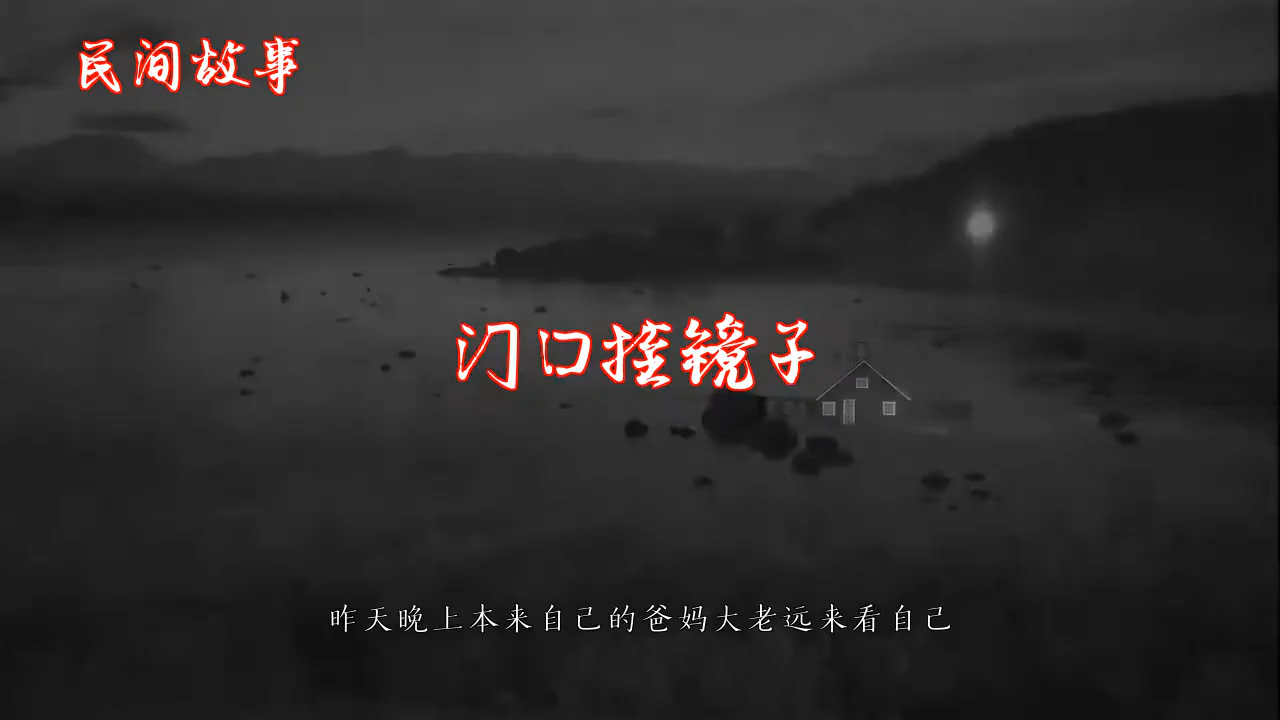 民间故事
门口挂镜子
昨天晚上本来自己的爸妈大老远来看自己